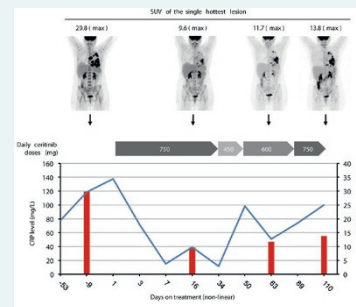 SUV of the single hottest lesion
29.8 (max) 9.6 (max) 11.7 (max) 13.8 (max)
Daily ceritinib doses (mg)
750 450 600 750
CRP level (mg/L)
160 40
140 35
120 30
100 25
80 20
60 15
40 10
20 5
0 0
-53 -9 1 3 7 16 34 50 63 89 110
Days on treatment (non-linear)